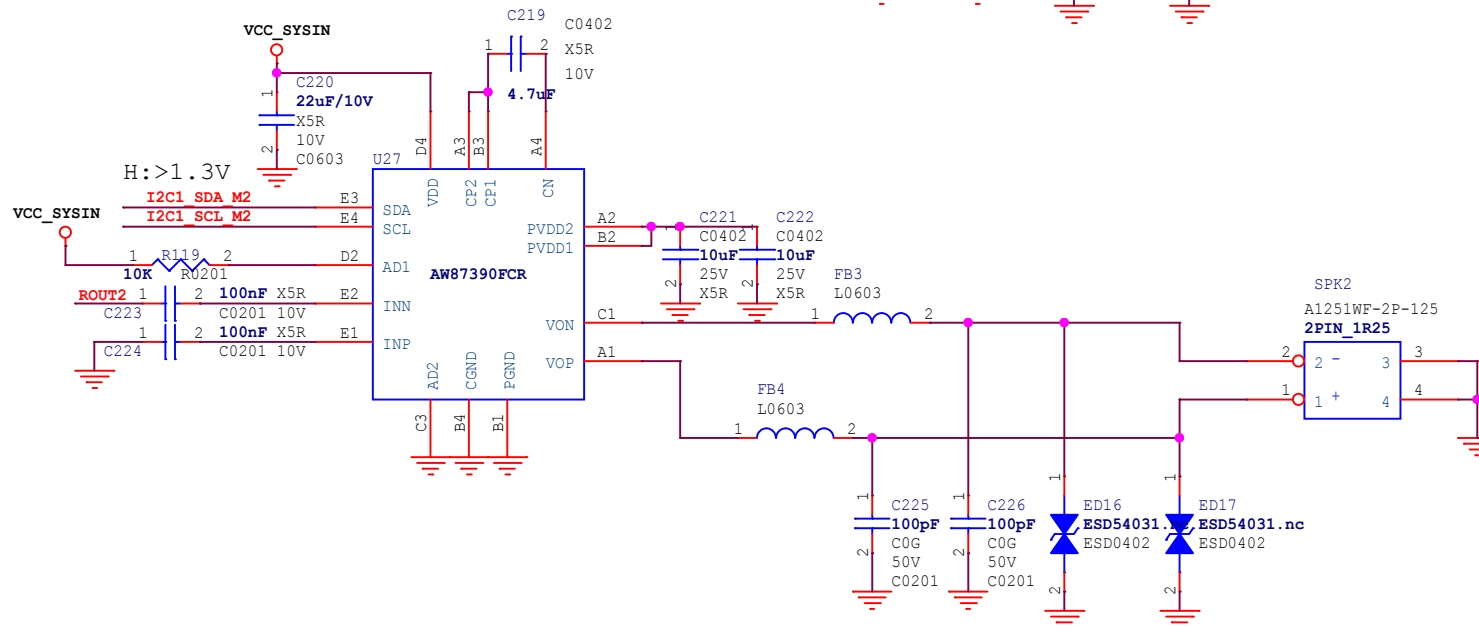 C219
C0402
X5R
10V
1
2
4.7uF
VCC_SYSIN
C220
22uF/10V
X5R
10V
C0603
1
2
H:>1.3V
I2C1_SDA_M2
I2C1_SCL_M2
VCC_SYSIN
R119
1
2
10K
R0201
ROUT2
1
2
100nF
X5R
C223
C0201
10V
1
2
100nF
X5R
C224
C0201
10V
U27
D4
A3
B3
A4
VDD
CP2
CP1
CN
E3
SDA
E4
SCL
D2
AD1
E2
INN
E1
INP
AW87390FCR
PVDD2
A2
PVDD1
B2
VON
C1
VOP
A1
AD2
CGND
PGND
C3
B4
B1
C221
C0402
10uF
25V
X5R
1
2
C222
C0402
10uF
25V
X5R
1
2
FB3
L0603
1
2
FB4
L0603
1
2
SPK2
A1251WF-2P-125
2PIN_1R25
2
2
-
3
3
1
1
+
4
4
1
C225
100pF
C0G
50V
C0201
2
1
C226
100pF
C0G
50V
C0201
2
1
ED16
ESD54031.nc
ESD0402
2
1
ED17
ESD54031.nc
ESD0402
2